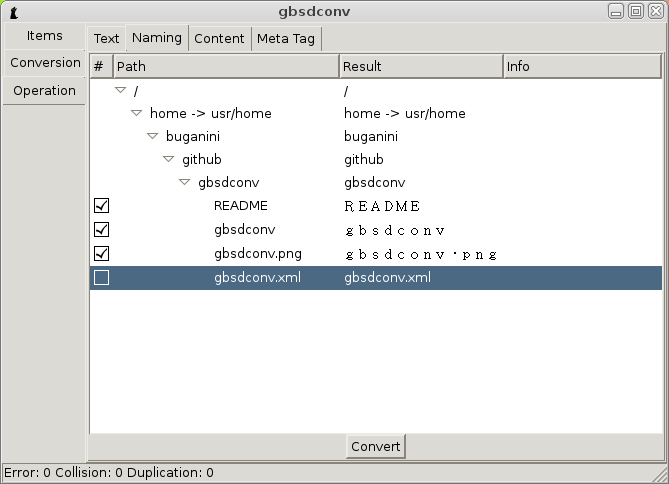 gbsdconv
Items
Conversion
Operation
Text Naming Content Meta Tag
# Path Result Info
/ /
home -> usr/home home -> usr/home
buganini buganini
github github
gbsdconv gbsdconv
README ＲＥＡＤＭＥ
gbsdconv ｇｂｓｄｃｏｎｖ
gbsdconv.png ｇｂｓｄｃｏｎｖ‧ｐｎｇ
gbsdconv.xml gbsdconv.xml
Convert
Error: 0 Collision: 0 Duplication: 0